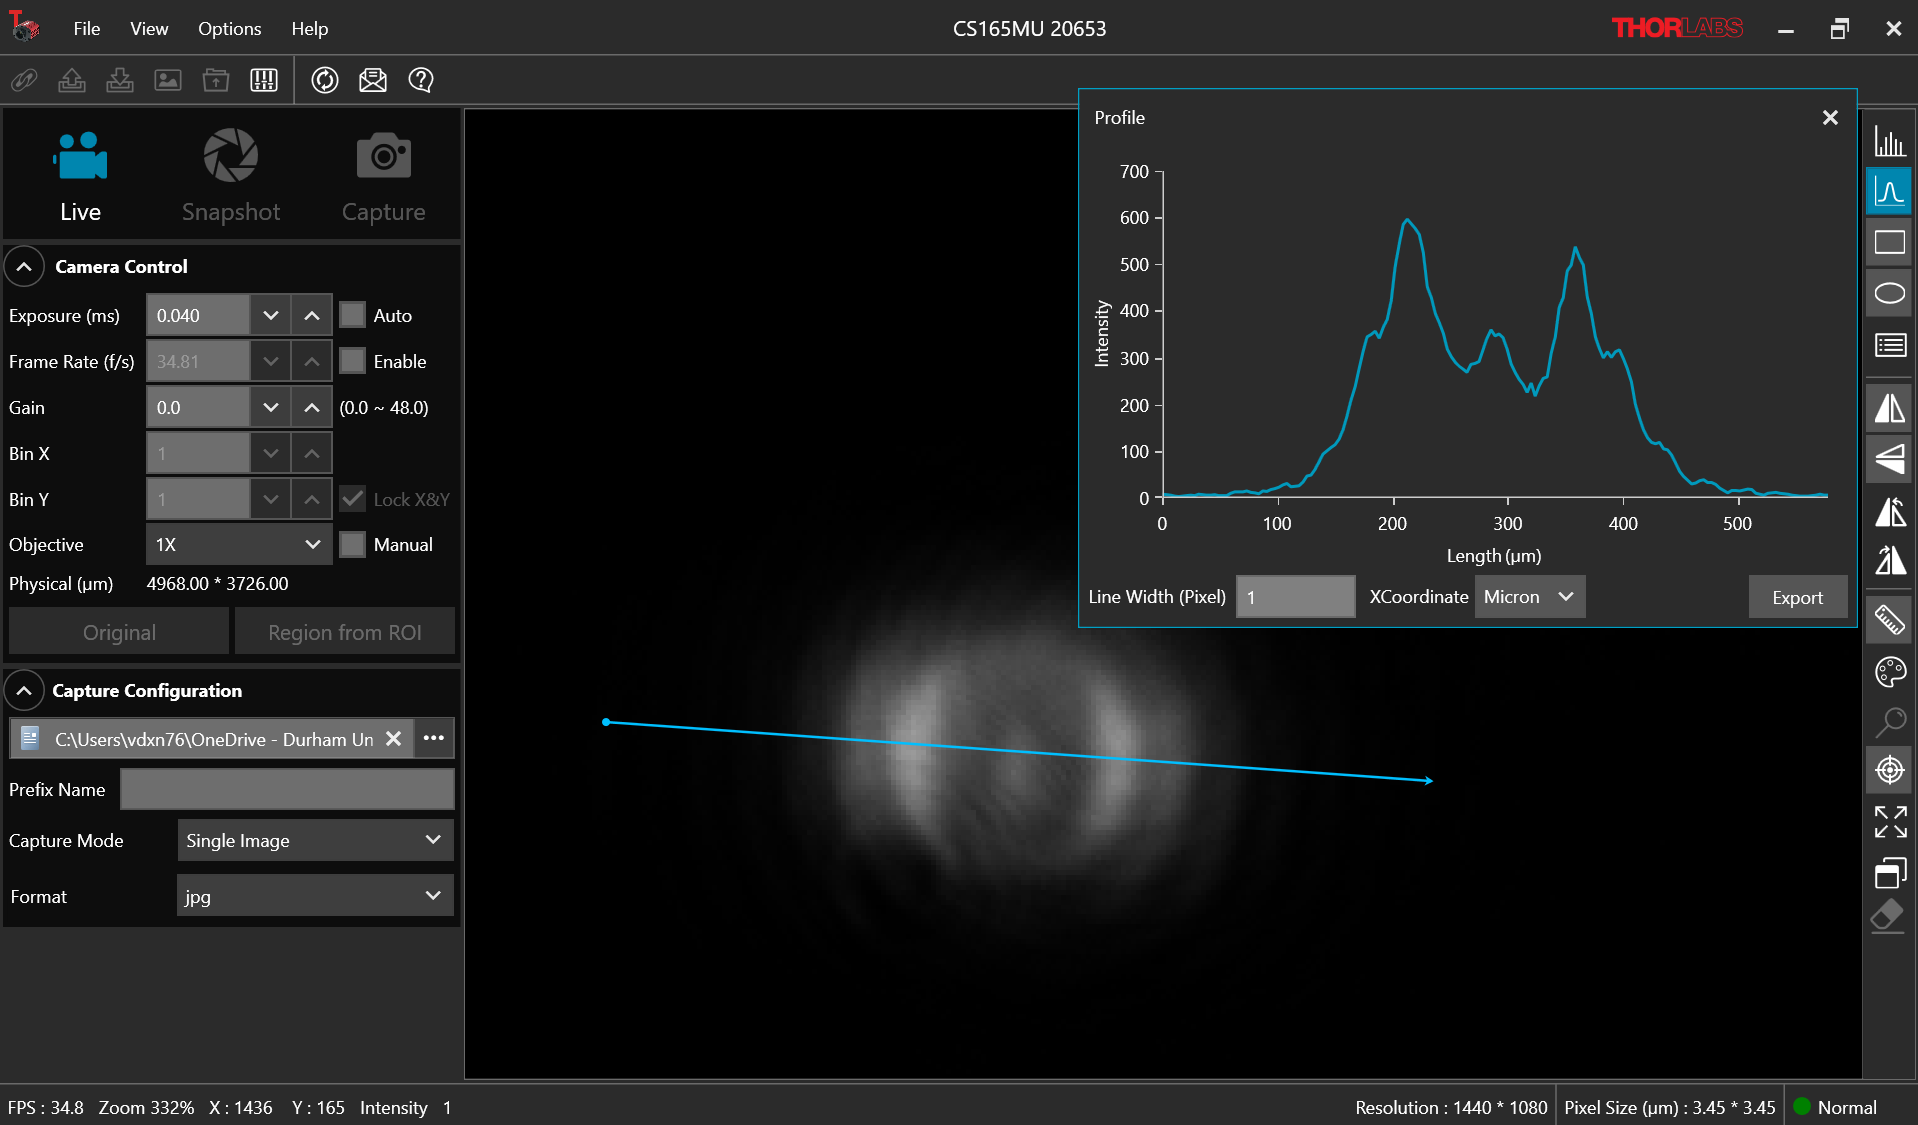 File View Options Help
CS165MU 20653
THORLABS
Live Snapshot Capture
Camera Control
Exposure (ms) 0.040 Auto
Frame Rate (f/s) 34.81 Enable
Gain 0.0 (0.0 ~ 48.0)
Bin X 1
Bin Y 1 Lock X&Y
Objective 1X Manual
Physical (µm) 4968.00 * 3726.00
Original Region from ROI
Capture Configuration
C:\Users\vdxn76\OneDrive - Durham Un
Prefix Name
Capture Mode Single Image
Format jpg
Profile
700
600
500
400
300
200
100
0
Intensity
0 100 200 300 400 500
Length (µm)
Line Width (Pixel) 1 XCoordinate Micron Export
FPS : 34.8 Zoom 332% X : 1436 Y : 165 Intensity 1
Resolution : 1440 * 1080 Pixel Size (µm) : 3.45 * 3.45 Normal